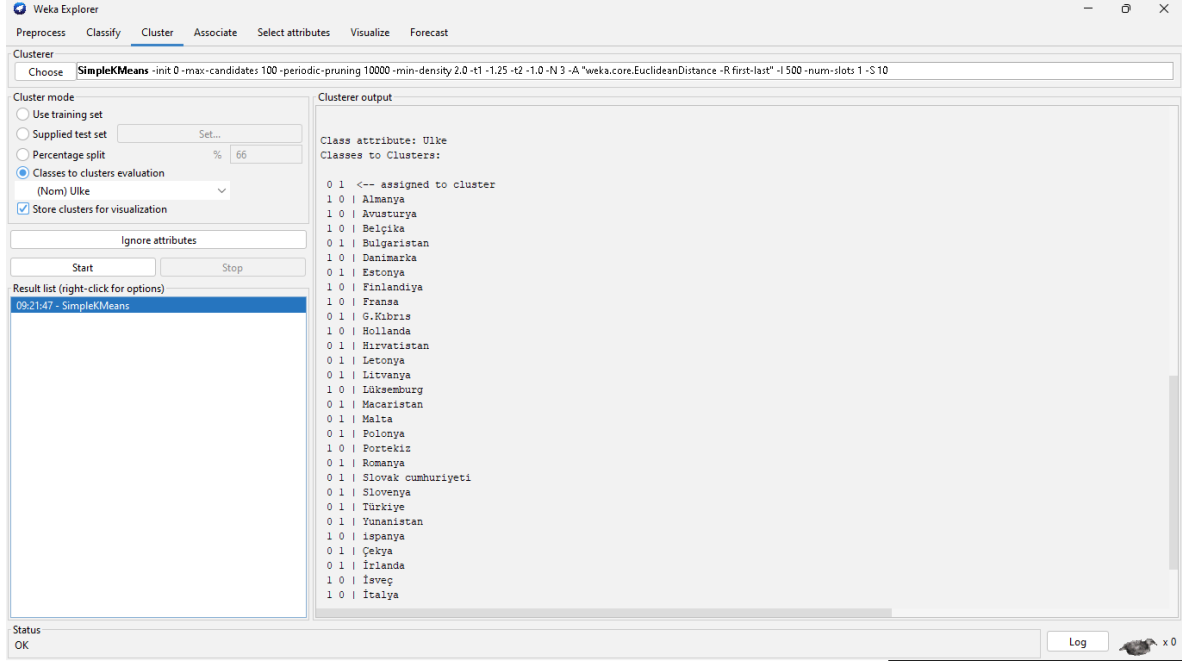 Weka Explorer
Preprocess Classify Cluster Associate Select attributes Visualize Forecast
Clusterer
Choose SimpleKMeans -init 0 -max-candidates 100 -periodic-pruning 10000 -min-density 2.0 -t1 -1.25 -t2 -1.0 -N 3 -A "weka.core.EuclideanDistance -R first-last" -I 500 -num-slots 1 -S 10
Cluster mode
Use training set
Supplied test set Set...
Percentage split % 66
Classes to clusters evaluation
(Nom) Ulke
Store clusters for visualization
Ignore attributes
Start Stop
Result list (right-click for options)
09:21:47 - SimpleKMeans
Clusterer output
Class attribute: Ulke
Classes to Clusters:
0 1 <-- assigned to cluster
1 0 | Almanya
1 0 | Avusturya
1 0 | Belçika
0 1 | Bulgaristan
1 0 | Danimarka
0 1 | Estonya
1 0 | Finlandiya
1 0 | Fransa
0 1 | G.Kıbrıs
1 0 | Hollanda
0 1 | Hırvatistan
0 1 | Letonya
0 1 | Litvanya
1 0 | Lüksemburg
0 1 | Macaristan
0 1 | Malta
0 1 | Polonya
1 0 | Portekiz
0 1 | Romanya
0 1 | Slovak cumhuriyeti
0 1 | Slovenya
0 1 | Türkiye
0 1 | Yunanistan
1 0 | ispanya
0 1 | Çekya
0 1 | İrlanda
1 0 | İsveç
1 0 | İtalya
Status
OK
Log x 0